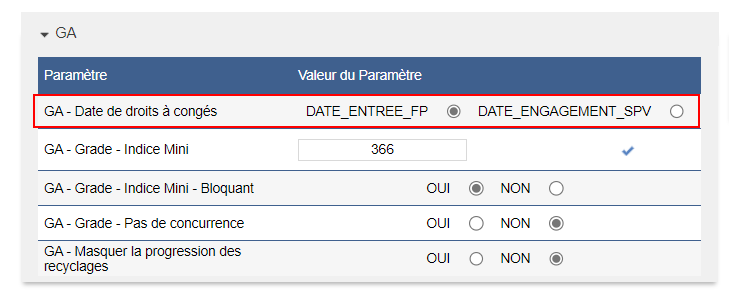 GA
Paramètre Valeur du Paramètre
GA - Date de droits à congés DATE_ENTREE_FP DATE_ENGAGEMENT_SPV
GA - Grade - Indice Mini 366
GA - Grade - Indice Mini - Bloquant OUI NON
GA - Grade - Pas de concurrence OUI NON
GA - Masquer la progression des
recyclages OUI NON